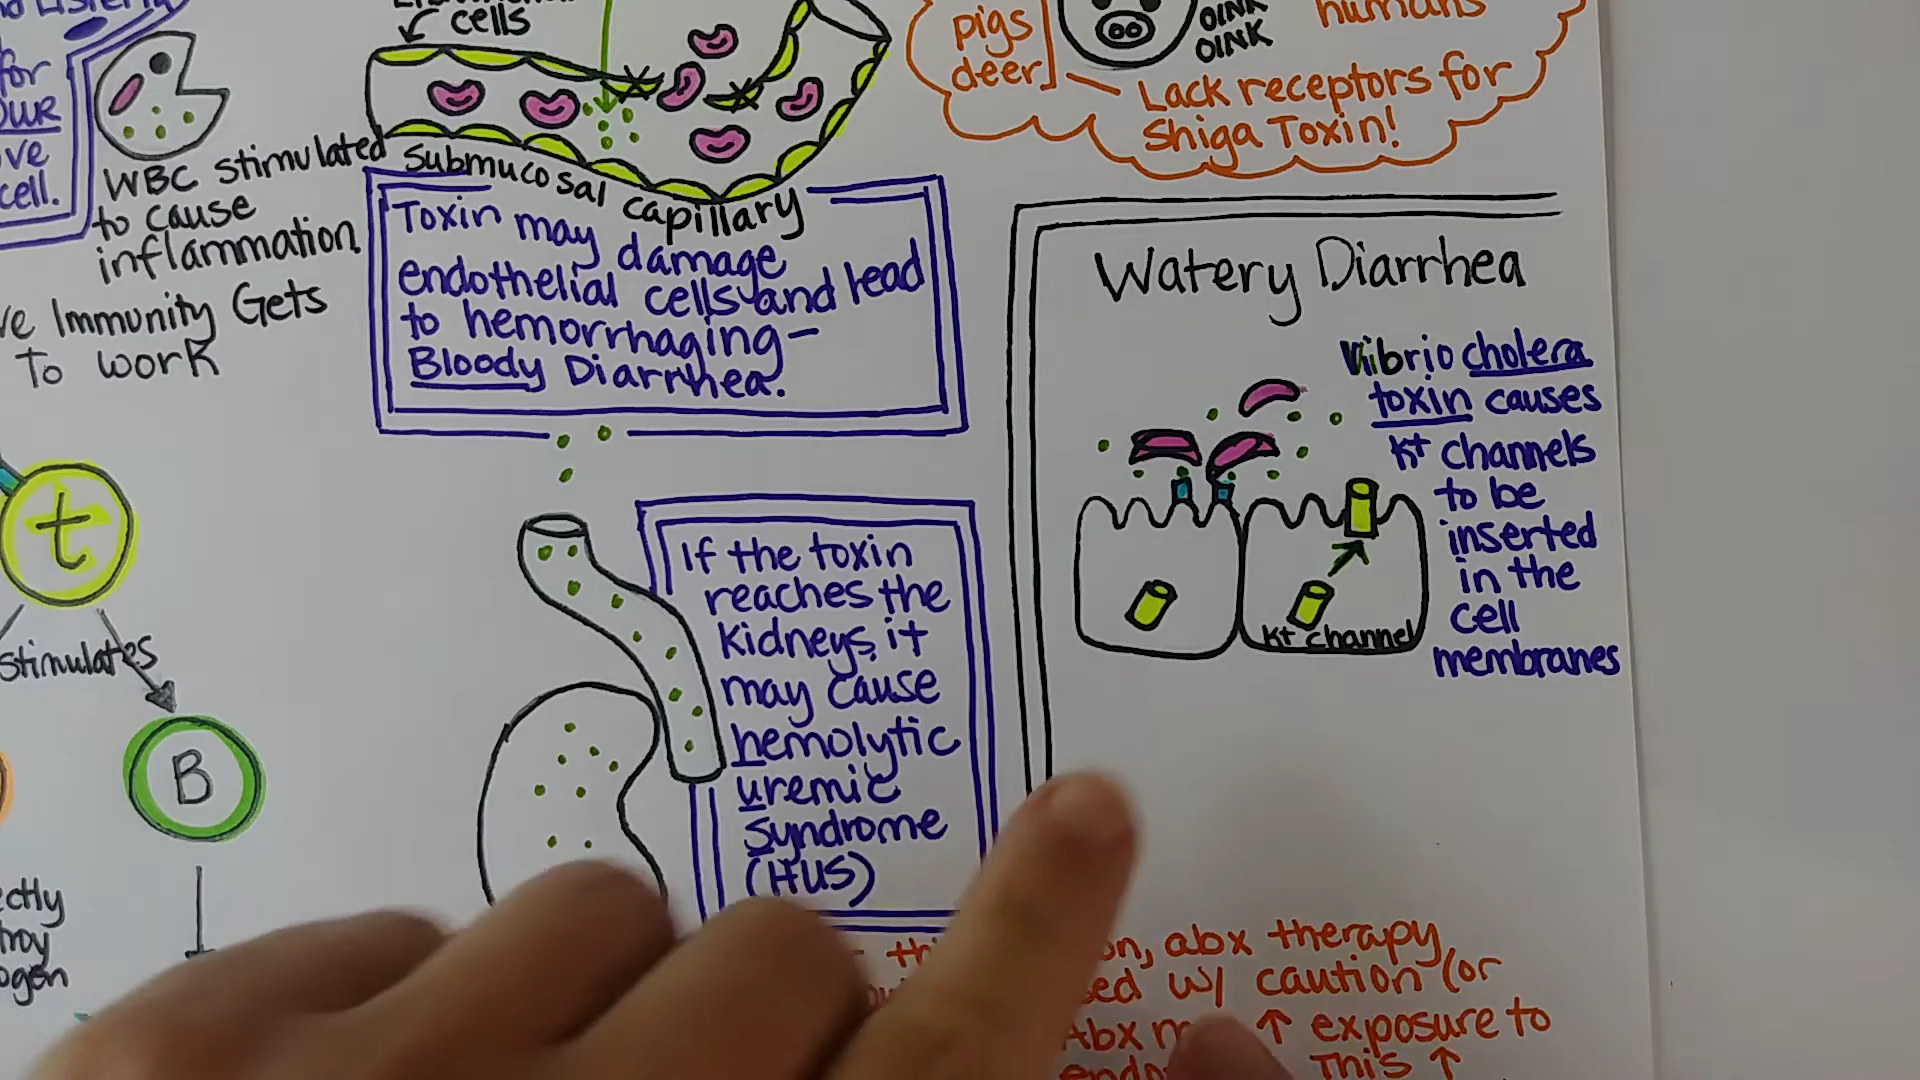 for
OUR
cell.
WBC stimulated
to cause
inflammation
Immunity Gets
To work
cells
submucosal capillary
Toxin may damage
endothelial cells and lead
to hemorrhaging-
Bloody Diarrhea.
pigs
deer
OINK
OINK
humans
Lack receptors for
Shiga Toxin!
Watery Diarrhea
Vibrio cholera
toxin causes
K+ channels
to be
inserted
in the
cell
membranes
K+ channel
t
stimulates
B
If the toxin
reaches the
kidneys, it
may cause
hemolytic
uremic
syndrome
(HUS)
abx therapy
w/ caution (or
Abx ↑ exposure to
This ↑